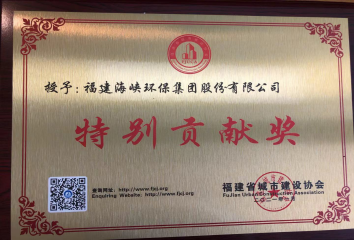 授予：福建海峡环保集团股份有限公司
特别贡献奖
查询网址: http://www.fjcj.org
Enquiring Website: http://www.fjcj.org
福建省城市建设协会
FuJian Urban Construction Association